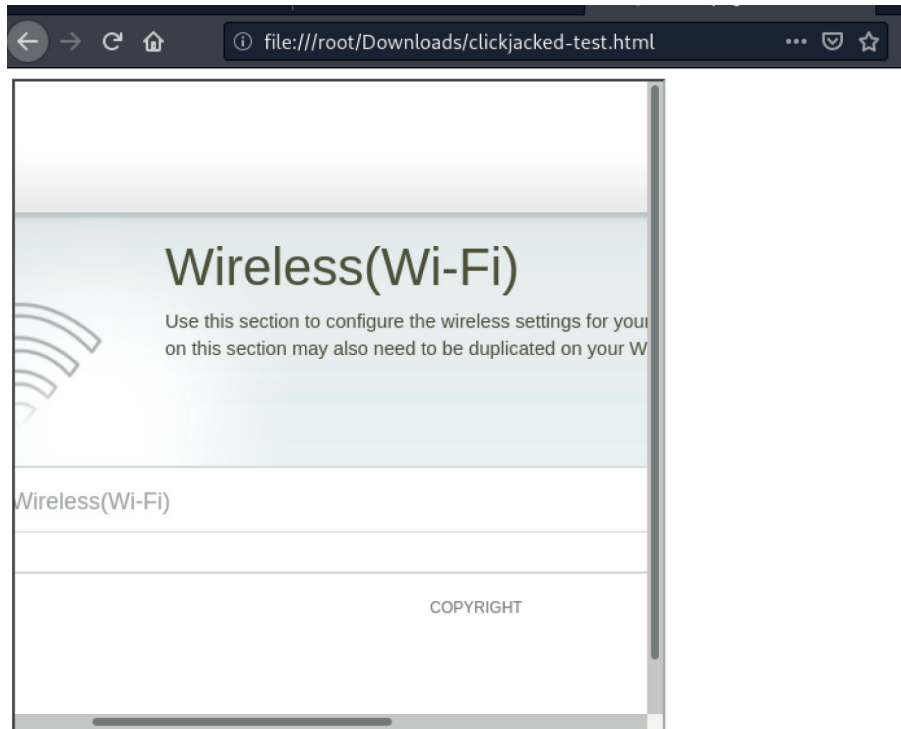 file:///root/Downloads/clickjacked-test.html
Wireless(Wi-Fi)
Use this section to configure the wireless settings for your
on this section may also need to be duplicated on your W
Wireless(Wi-Fi)
COPYRIGHT